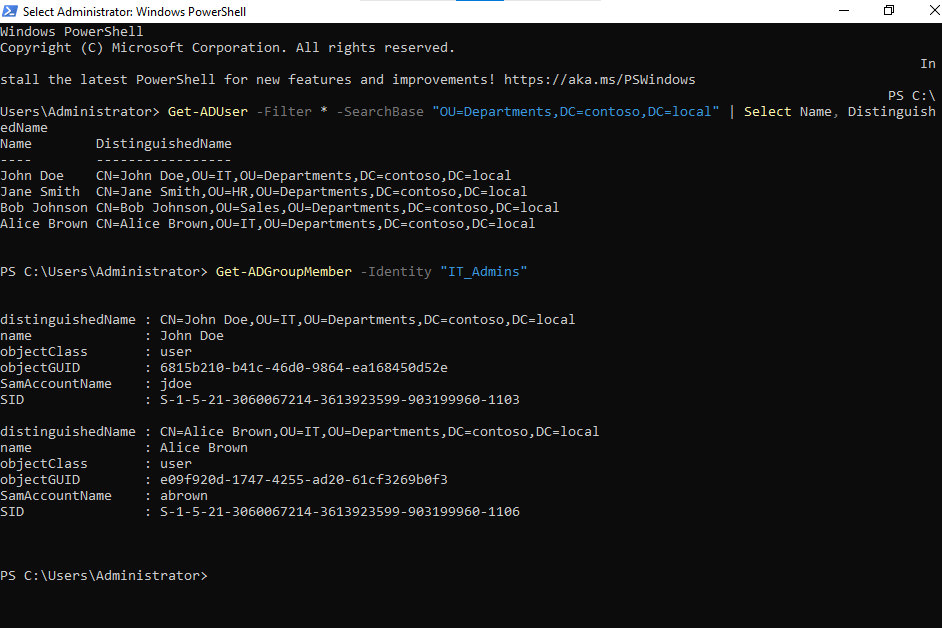 Select Administrator: Windows PowerShell
Windows PowerShell
Copyright (C) Microsoft Corporation. All rights reserved.
In
stall the latest PowerShell for new features and improvements! https://aka.ms/PSWindows
PS C:\
Users\Administrator> Get-ADUser -Filter * -SearchBase "OU=Departments,DC=contoso,DC=local" | Select Name, Distinguish
edName
Name DistinguishedName
---- -----------------
John Doe CN=John Doe,OU=IT,OU=Departments,DC=contoso,DC=local
Jane Smith CN=Jane Smith,OU=HR,OU=Departments,DC=contoso,DC=local
Bob Johnson CN=Bob Johnson,OU=Sales,OU=Departments,DC=contoso,DC=local
Alice Brown CN=Alice Brown,OU=IT,OU=Departments,DC=contoso,DC=local
PS C:\Users\Administrator> Get-ADGroupMember -Identity "IT_Admins"
distinguishedName : CN=John Doe,OU=IT,OU=Departments,DC=contoso,DC=local
name : John Doe
objectClass : user
objectGUID : 6815b210-b41c-46d0-9864-ea168450d52e
SamAccountName : jdoe
SID : S-1-5-21-3060067214-3613923599-903199960-1103
distinguishedName : CN=Alice Brown,OU=IT,OU=Departments,DC=contoso,DC=local
name : Alice Brown
objectClass : user
objectGUID : e09f920d-1747-4255-ad20-61cf3269b0f3
SamAccountName : abrown
SID : S-1-5-21-3060067214-3613923599-903199960-1106
PS C:\Users\Administrator>